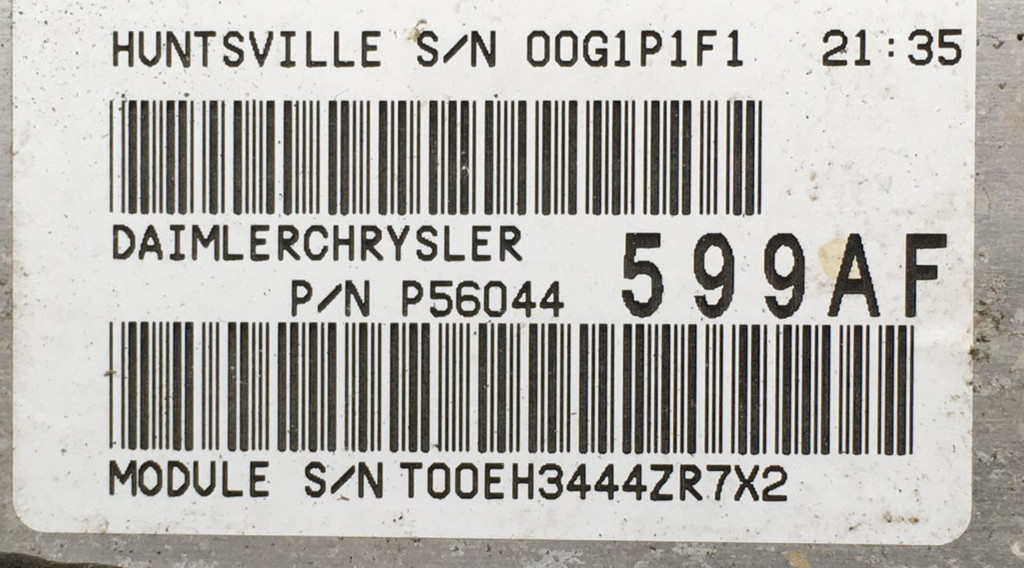 HUNTSVILLE S/N 00G1P1F1 21:35
DAIMLERCHRYSLER
P/N P56044 599AF
MODULE S/N T00EH3444ZR7X2